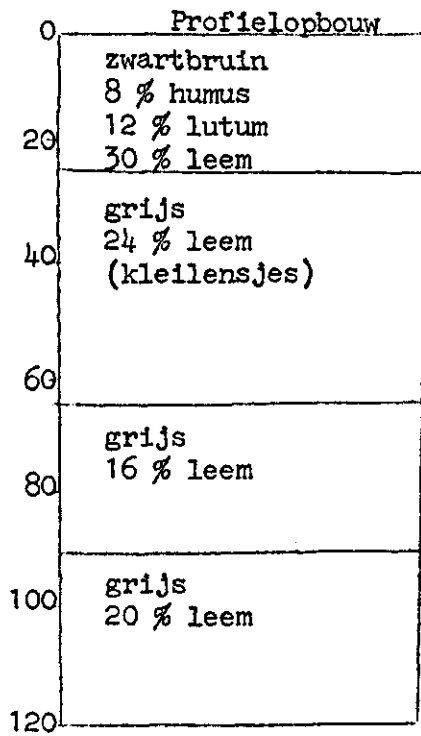 Profielopbouw
0
zwartbruin
8 % humus
12 % lutum
20
30 % leem
grijs
24 % leem
40
(kleilensjes)
60
grijs
16 % leem
80
grijs
100
20 % leem
120